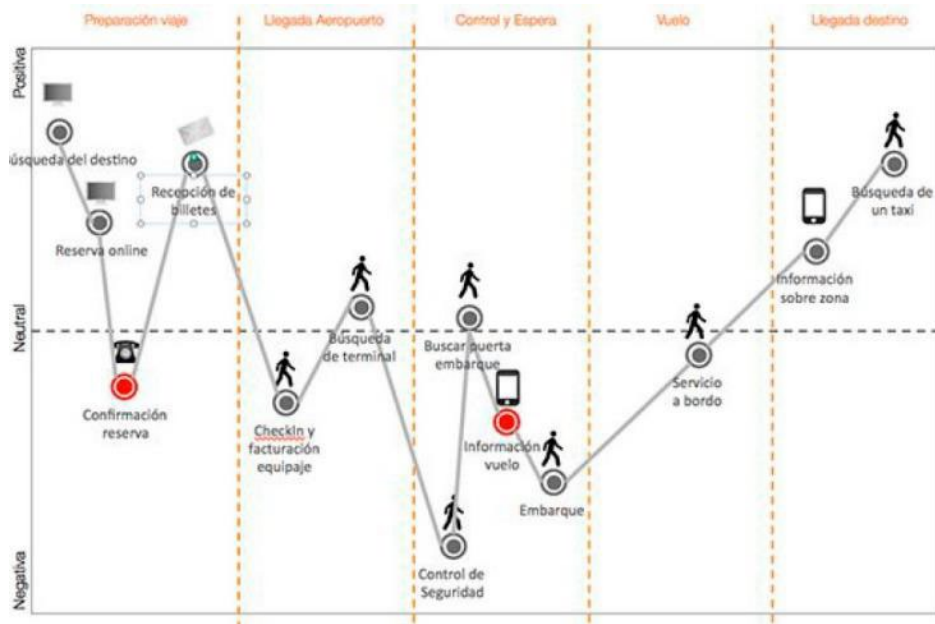 Preparación viaje
Llegada Aeropuerto
Control y Espera
Vuelo
Llegada destino
Positiva
Neutral
Negativa
úsqueda del destino
Reserva online
Confirmación
reserva
Recepción de
billetes
CheckIn y
facturación
equipaje
Búsqueda
de terminal
Control de
Seguridad
Buscar puerta
embarque
Información
vuelo
Embarque
Servicio
a bordo
Información
sobre zona
Búsqueda de
un taxi